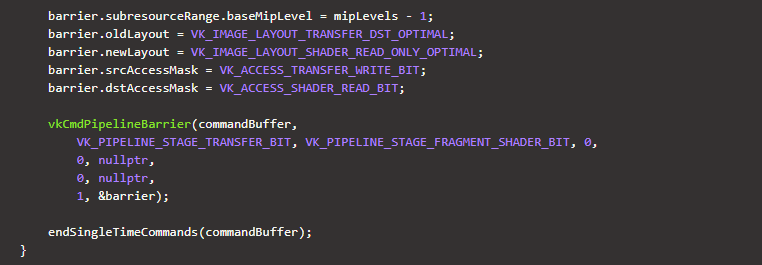 barrier.subresourceRange.baseMipLevel = mipLevels - 1;
barrier.oldLayout = VK_IMAGE_LAYOUT_TRANSFER_DST_OPTIMAL;
barrier.newLayout = VK_IMAGE_LAYOUT_SHADER_READ_ONLY_OPTIMAL;
barrier.srcAccessMask = VK_ACCESS_TRANSFER_WRITE_BIT;
barrier.dstAccessMask = VK_ACCESS_SHADER_READ_BIT;
vkCmdPipelineBarrier(commandBuffer,
VK_PIPELINE_STAGE_TRANSFER_BIT, VK_PIPELINE_STAGE_FRAGMENT_SHADER_BIT, 0,
0, nullptr,
0, nullptr,
1, &barrier);
endSingleTimeCommands(commandBuffer);
}